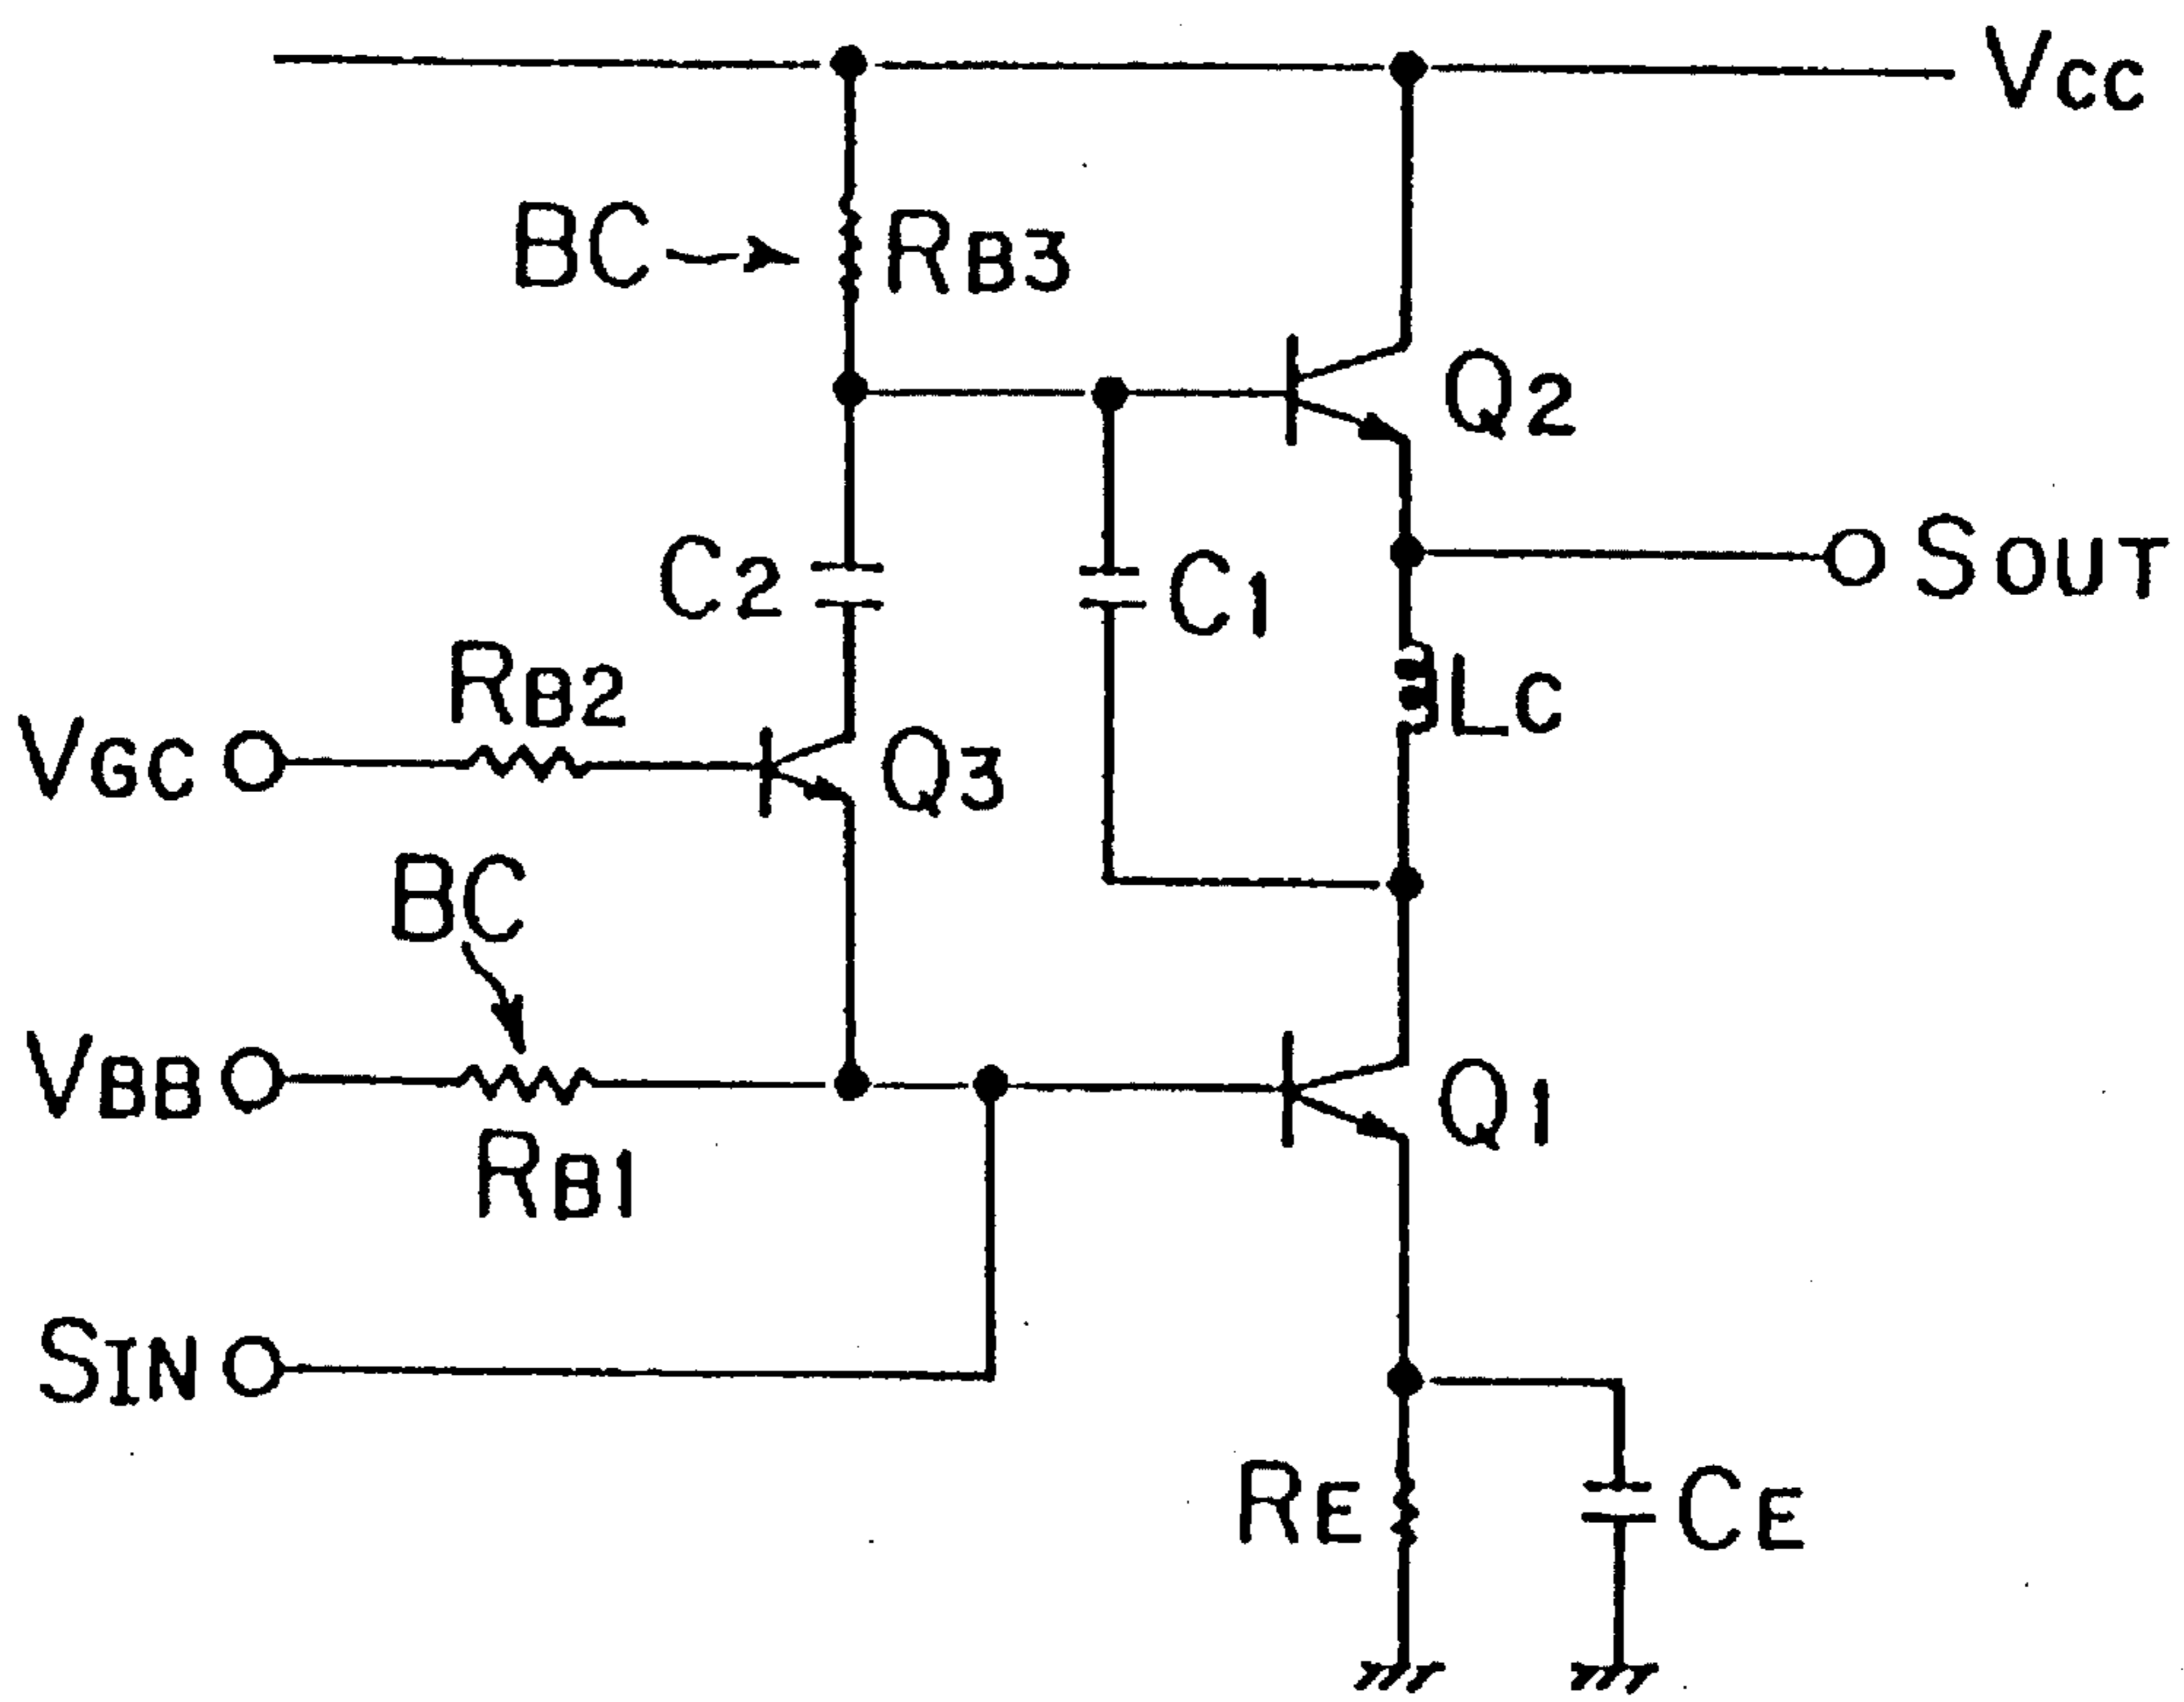 VCC
BC
RB3
Q2
SOUT
C2
C1
RB2
LC
VGC
Q3
BC
VBB
Q1
RB1
SIN
RE
CE